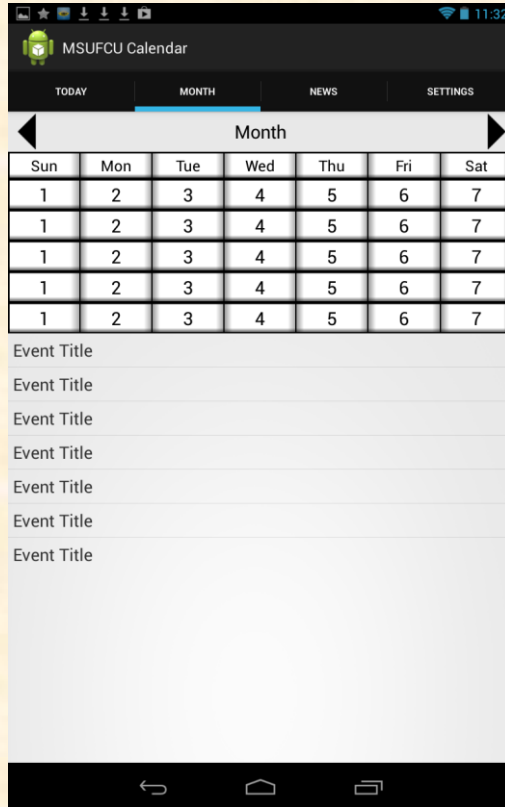 11:32
MSUFCU Calendar
TODAY MONTH NEWS SETTINGS
Month
Sun Mon Tue Wed Thu Fri Sat
1 2 3 4 5 6 7
1 2 3 4 5 6 7
1 2 3 4 5 6 7
1 2 3 4 5 6 7
1 2 3 4 5 6 7
Event Title
Event Title
Event Title
Event Title
Event Title
Event Title
Event Title